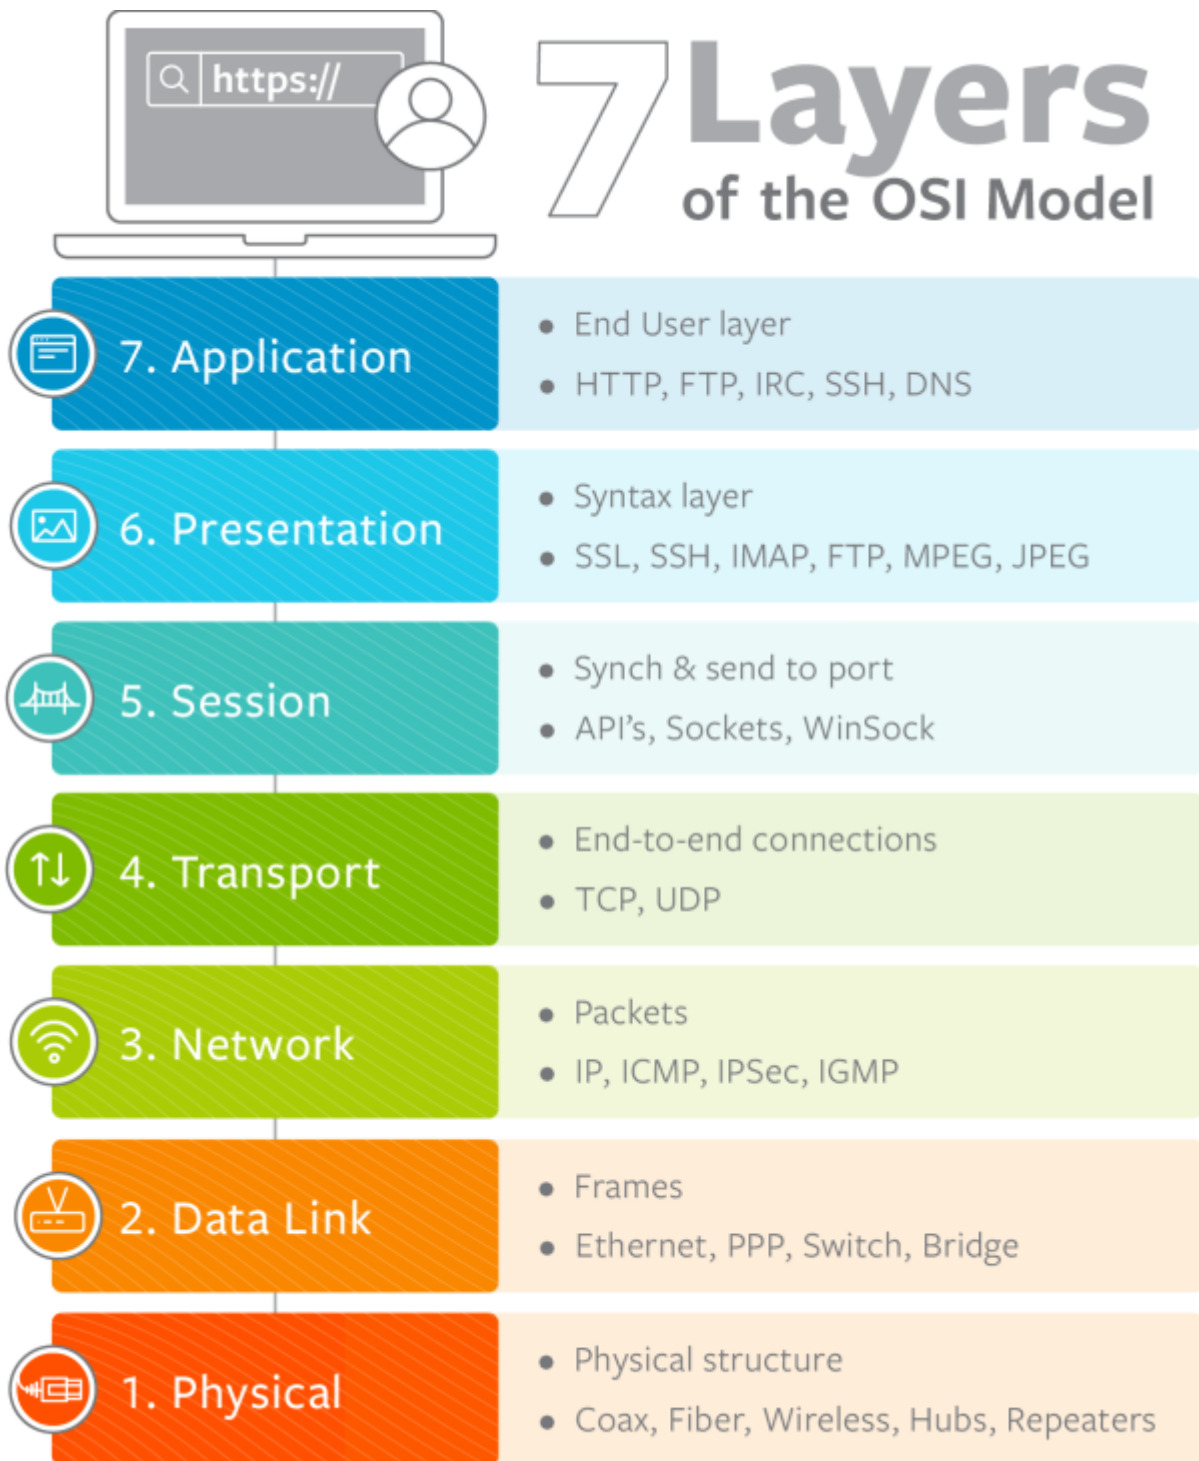 https://
7 Layers
of the OSI Model
7. Application
• End User layer
• HTTP, FTP, IRC, SSH, DNS
6. Presentation
• Syntax layer
• SSL, SSH, IMAP, FTP, MPEG, JPEG
5. Session
• Synch & send to port
• API’s, Sockets, WinSock
4. Transport
• End-to-end connections
• TCP, UDP
3. Network
• Packets
• IP, ICMP, IPSec, IGMP
2. Data Link
• Frames
• Ethernet, PPP, Switch, Bridge
1. Physical
• Physical structure
• Coax, Fiber, Wireless, Hubs, Repeaters